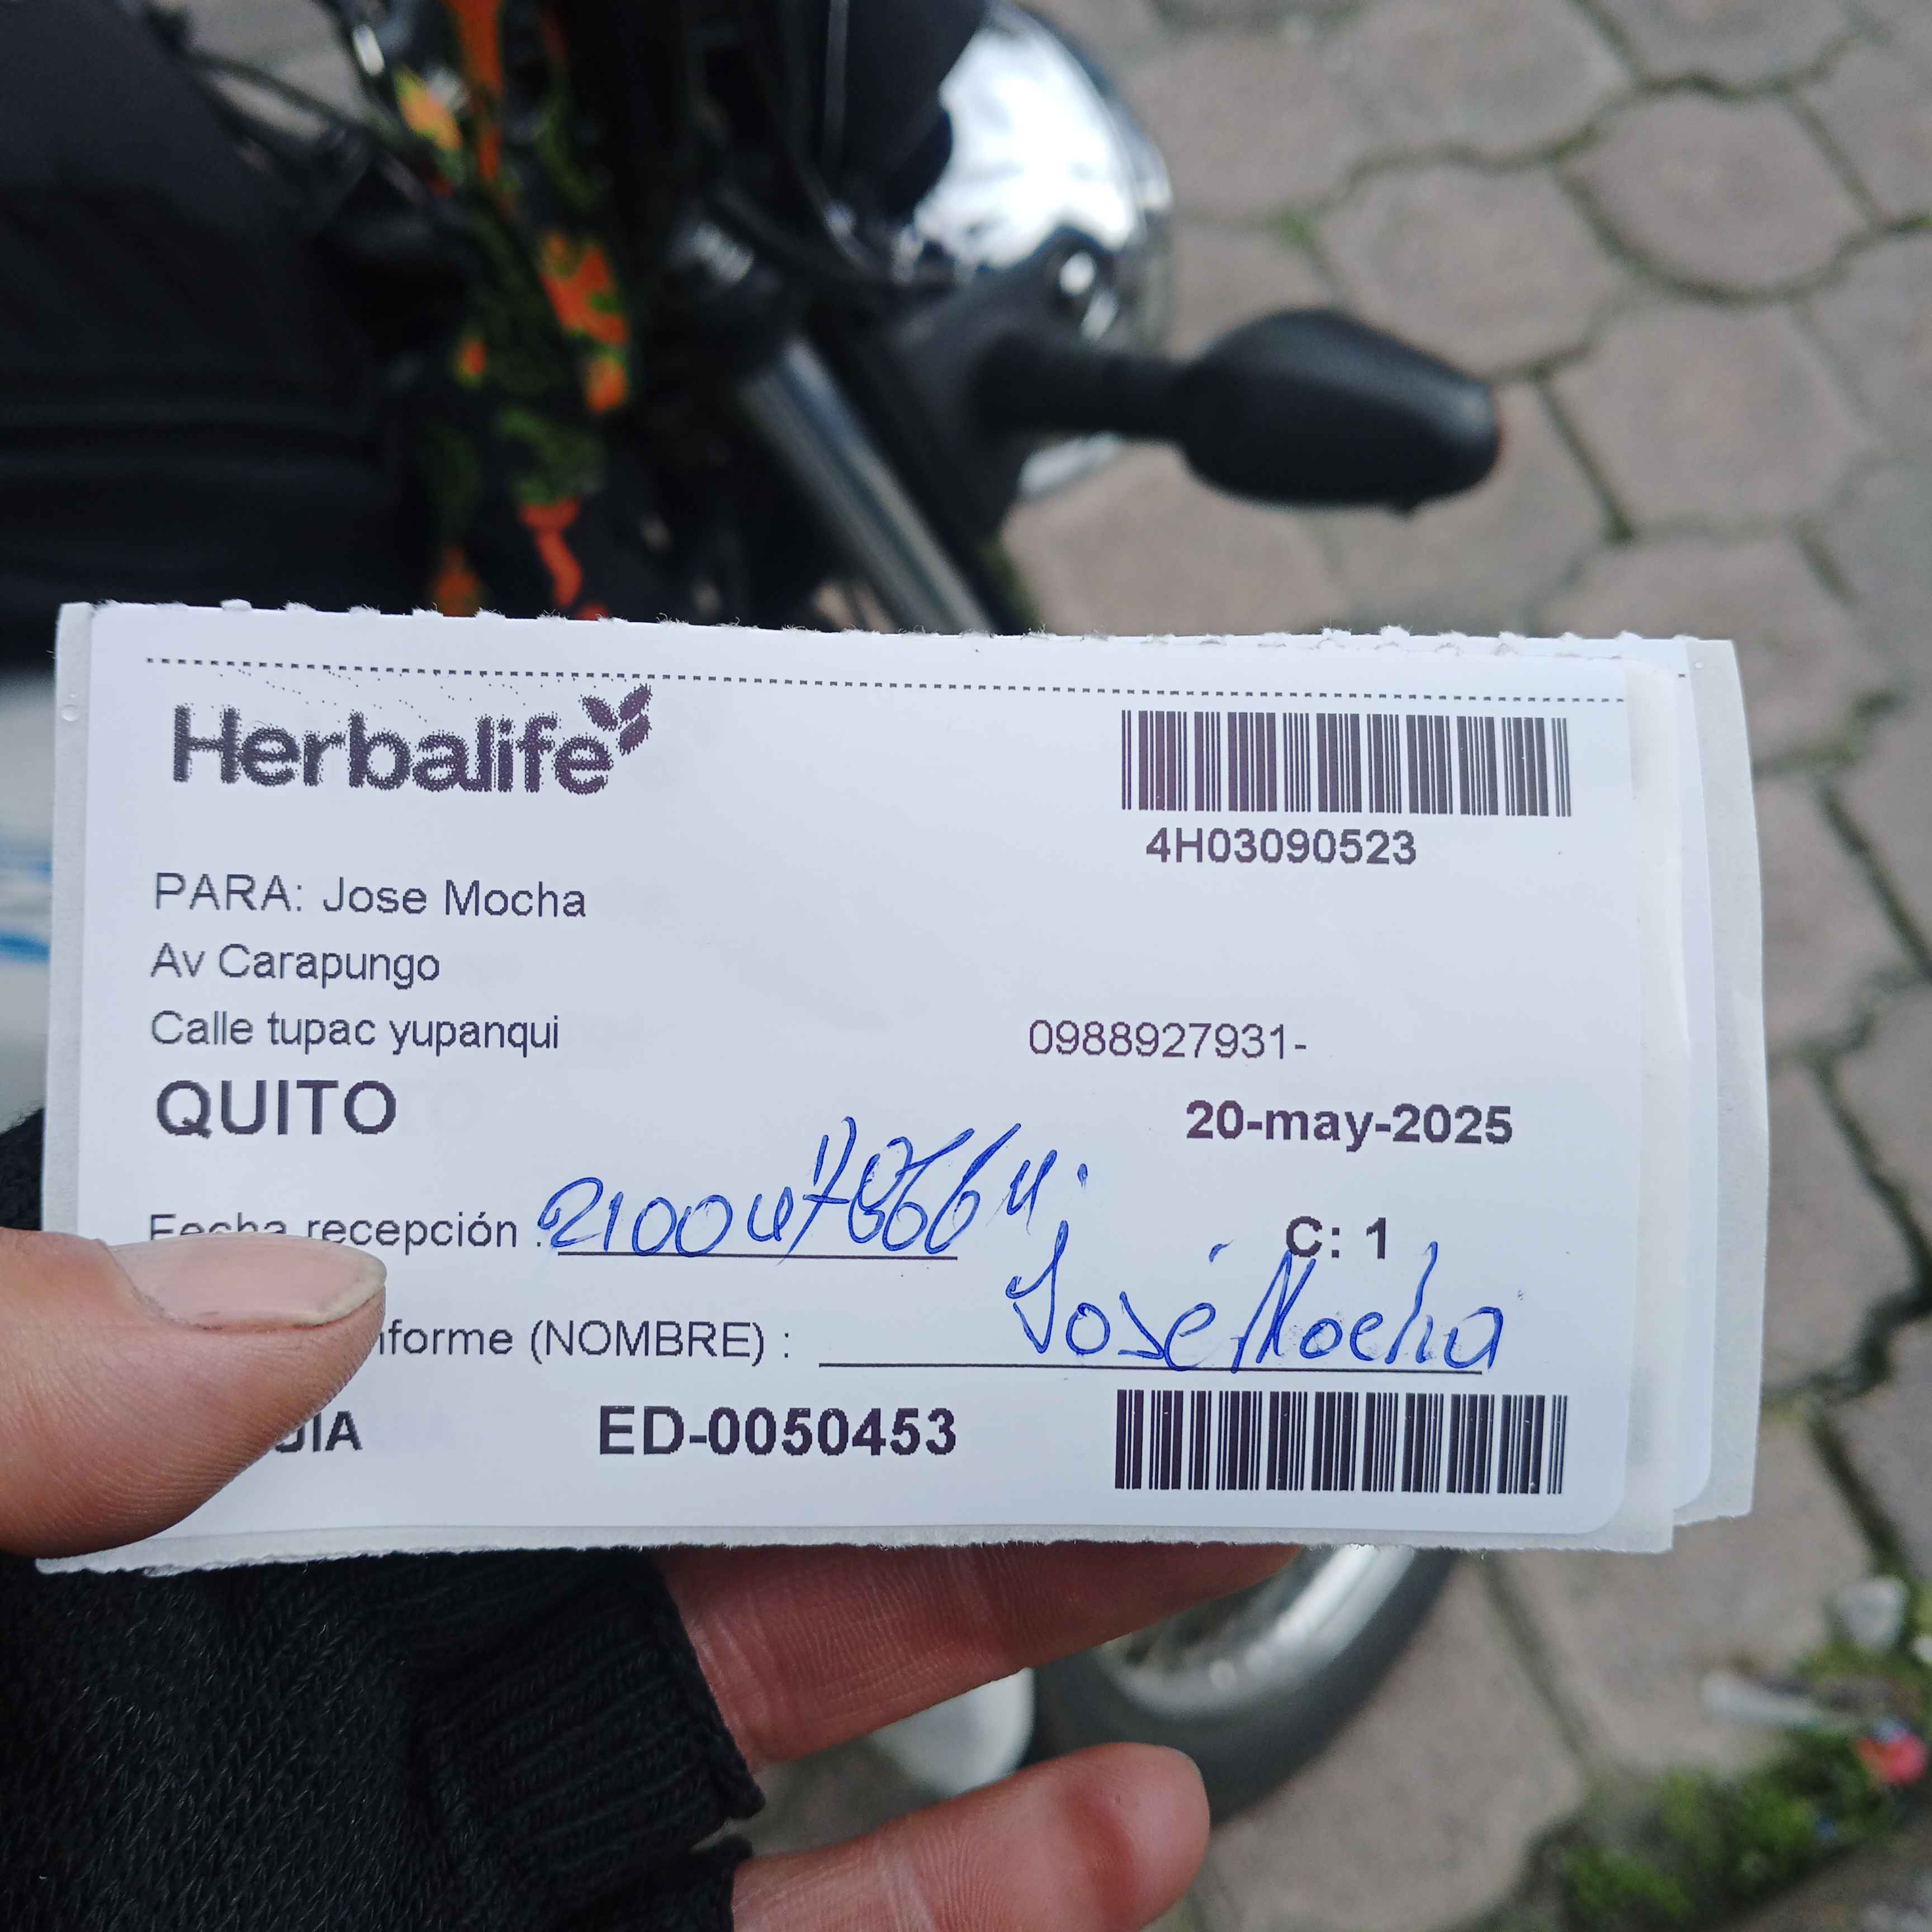 Herbalife
4H03090523
PARA: Jose Mocha
Av Carapungo
Calle tupac yupanqui
0988927931-
QUITO
20-may-2025
Fecha recepción :
C: 1
nforme (NOMBRE) : José Mocha
ED-0050453